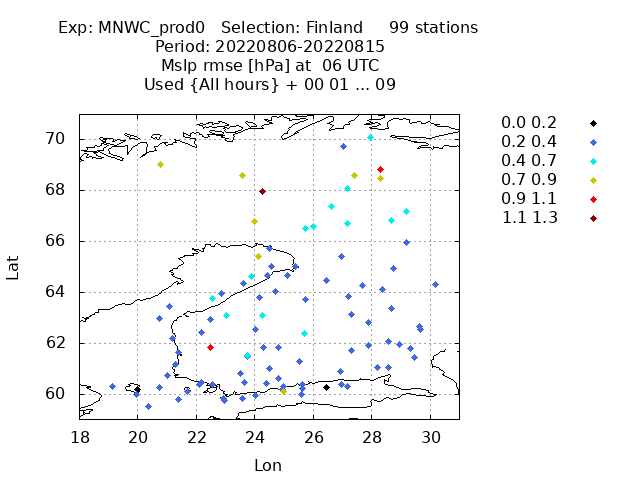 Exp: MNWC_prod0 Selection: Finland 99 stations
Period: 20220806-20220815
Mslp rmse [hPa] at 06 UTC
Used {All hours} + 00 01 ... 09
0.0 0.2
0.2 0.4
0.4 0.7
0.7 0.9
0.9 1.1
1.1 1.3
70
68
66
64
62
60
Lat
18 20 22 24 26 28 30
Lon